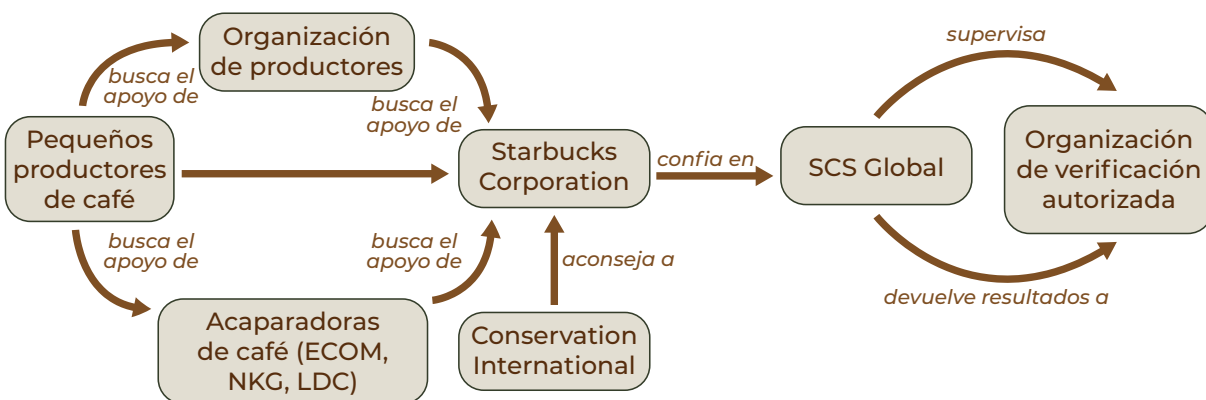 Organización
de productores
busca el
apoyo de
busca el
apoyo de
supervisa
Pequeños
productores
de café
Starbucks
Corporation
confia en
SCS Global
Organización
de verificación
autorizada
busca el
apoyo de
busca el
apoyo de
aconseja a
devuelve resultados a
Acaparadoras
de café (ECOM,
NKG, LDC)
Conservation
International